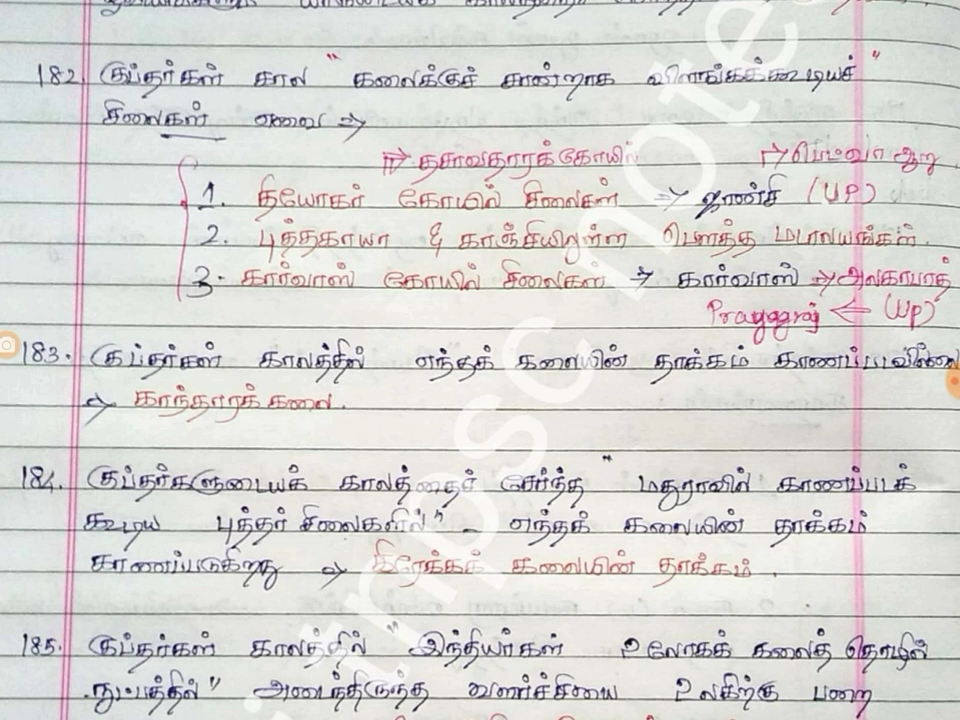 182. குப்தர்கள் கால " கலைக்குச் சான்றாக விளங்கக்கூடியச் "
சிலைகள் எவை ⇒
⇒ தசாவதாரக்கோயில் → பெட்வா ஆறு
1. தியோகர் கோயில் சிலைகள் ⇒ ஜான்சி (UP)
2. புத்தகாயா & காஞ்சியிலுள்ள பௌத்த மடாலயங்கள்.
3. கார்வாஸ் கோயில் சிலைகள் ⇒ கார்வாஸ் ⇒ அலகாபாத்
Prayagraj ← (UP)
183. குப்தர்கள் காலத்தில் எந்தக் கலையின் தாக்கம் காணப்படவில்லை
⇒ காந்தாரக் கலை.
184. குப்தர்களுடையக் காலத்தைச் சேர்ந்த " மதுராவில் காணப்படக்
கூடிய புத்தர் சிலைகளில்" - எந்தக் கலையின் தாக்கம்
காணப்படுகிறது ⇒ கிரேக்கக் கலையின் தாக்கம்.
185. குப்தர்கள் காலத்தில் " இந்தியர்கள் உலோகக் கலைத் தொழில்
நுட்பத்தில்" அடைந்திருந்த வளர்ச்சியை உலகிற்கு பறை
tnpsc note